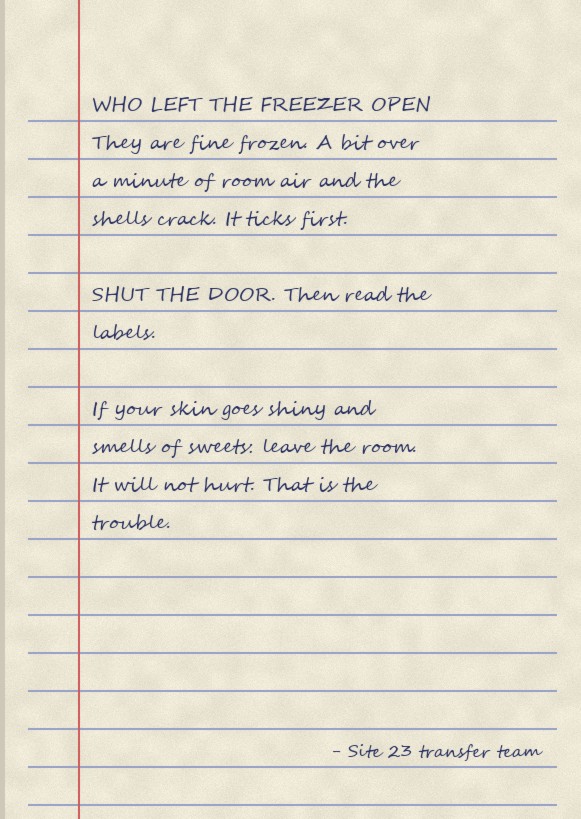 WHO LEFT THE FREEZER OPEN
They are fine frozen. A bit over
a minute of room air and the
shells crack. It ticks first.
SHUT THE DOOR. Then read the
labels.
If your skin goes shiny and
smells of sweets: leave the room.
It will not hurt. That is the
trouble.
- Site 23 transfer team